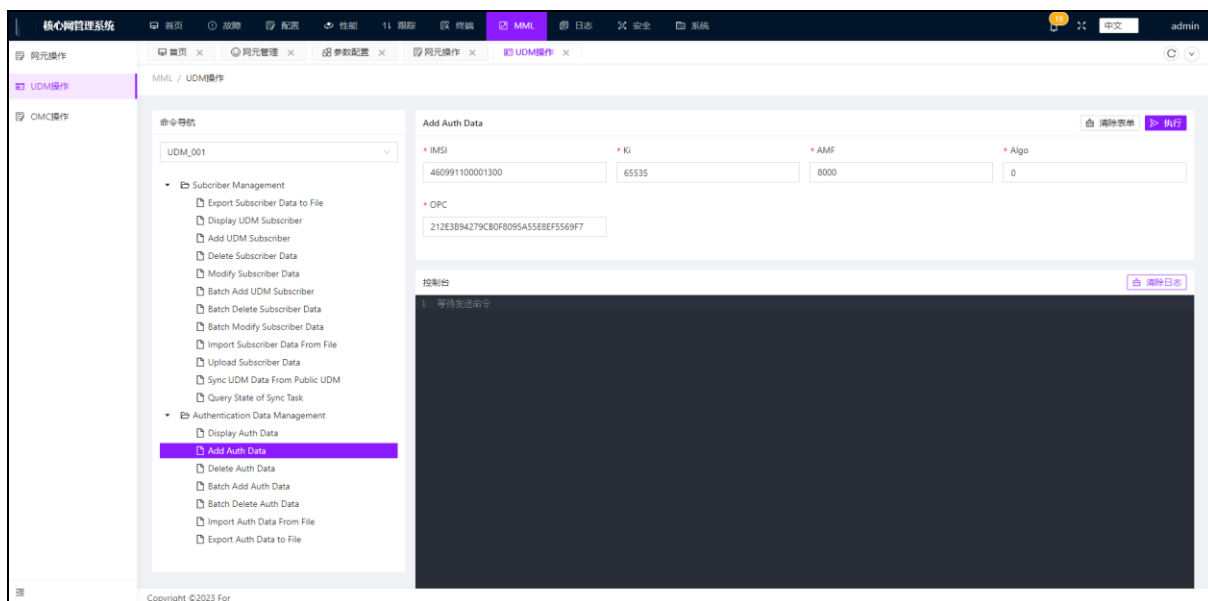 核心网管理系统 首页 故障 配置 性能 跟踪 终端 MML 日志 安全 系统 19 中文 admin
网元操作
UDM操作
OMC操作
首页 网元管理 参数配置 网元操作 UDM操作
MML / UDM操作
命令导航
UDM_001
Subcriber Management
Export Subscriber Data to File
Display UDM Subscriber
Add UDM Subscriber
Delete Subscriber Data
Modify Subscriber Data
Batch Add UDM Subscriber
Batch Delete Subscriber Data
Batch Modify Subscriber Data
Import Subscriber Data From File
Upload Subscriber Data
Sync UDM Data From Public UDM
Query State of Sync Task
Authentication Data Management
Display Auth Data
Add Auth Data
Delete Auth Data
Batch Add Auth Data
Batch Delete Auth Data
Import Auth Data From File
Export Auth Data to File
Add Auth Data 清除表单 执行
* IMSI * Ki * AMF * Algo
460991100001300 65535 8000 0
* OPC
212E3B94279CB0F8095A55E8EF5569F7
控制台 清除日志
1 等待发送命令
Copyright ©2023 For